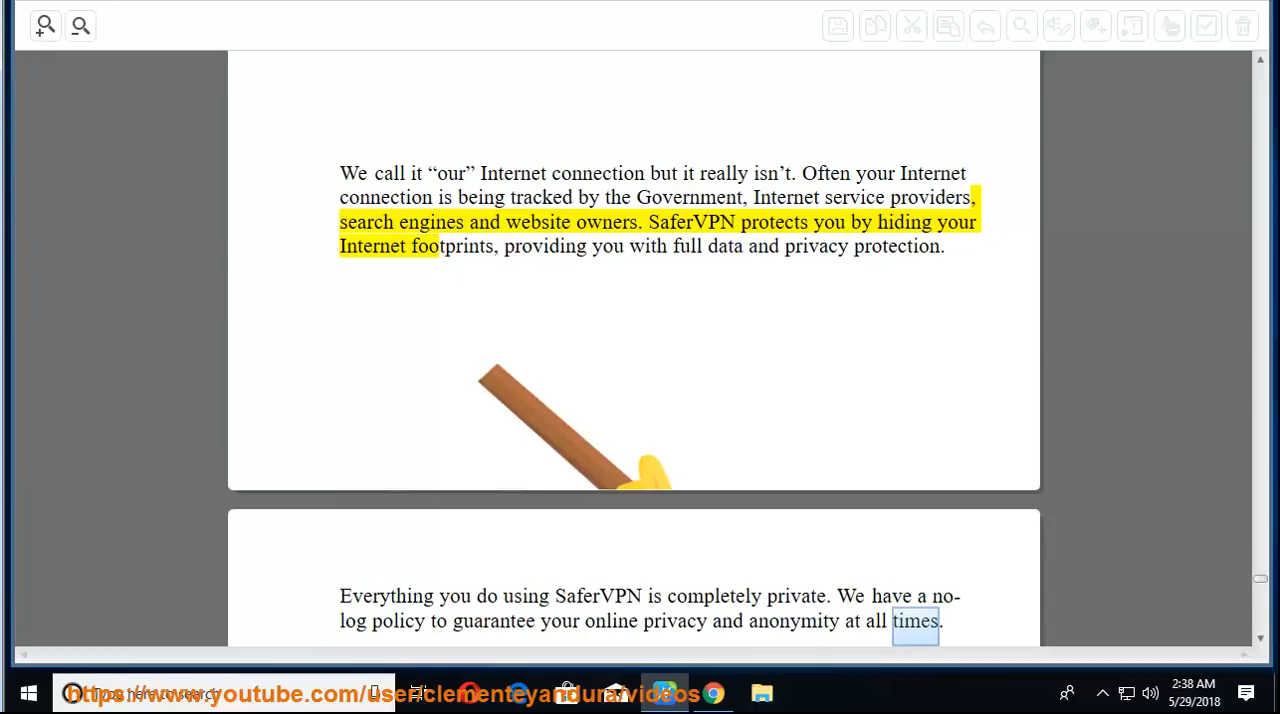 We call it “our” Internet connection but it really isn’t. Often your Internet
connection is being tracked by the Government, Internet service providers,
search engines and website owners. SaferVPN protects you by hiding your
Internet footprints, providing you with full data and privacy protection.
Everything you do using SaferVPN is completely private. We have a no-
log policy to guarantee your online privacy and anonymity at all times.
Type here to search
https://www.youtube.com/user/clementeyandura/videos
2:38 AM
5/29/2018